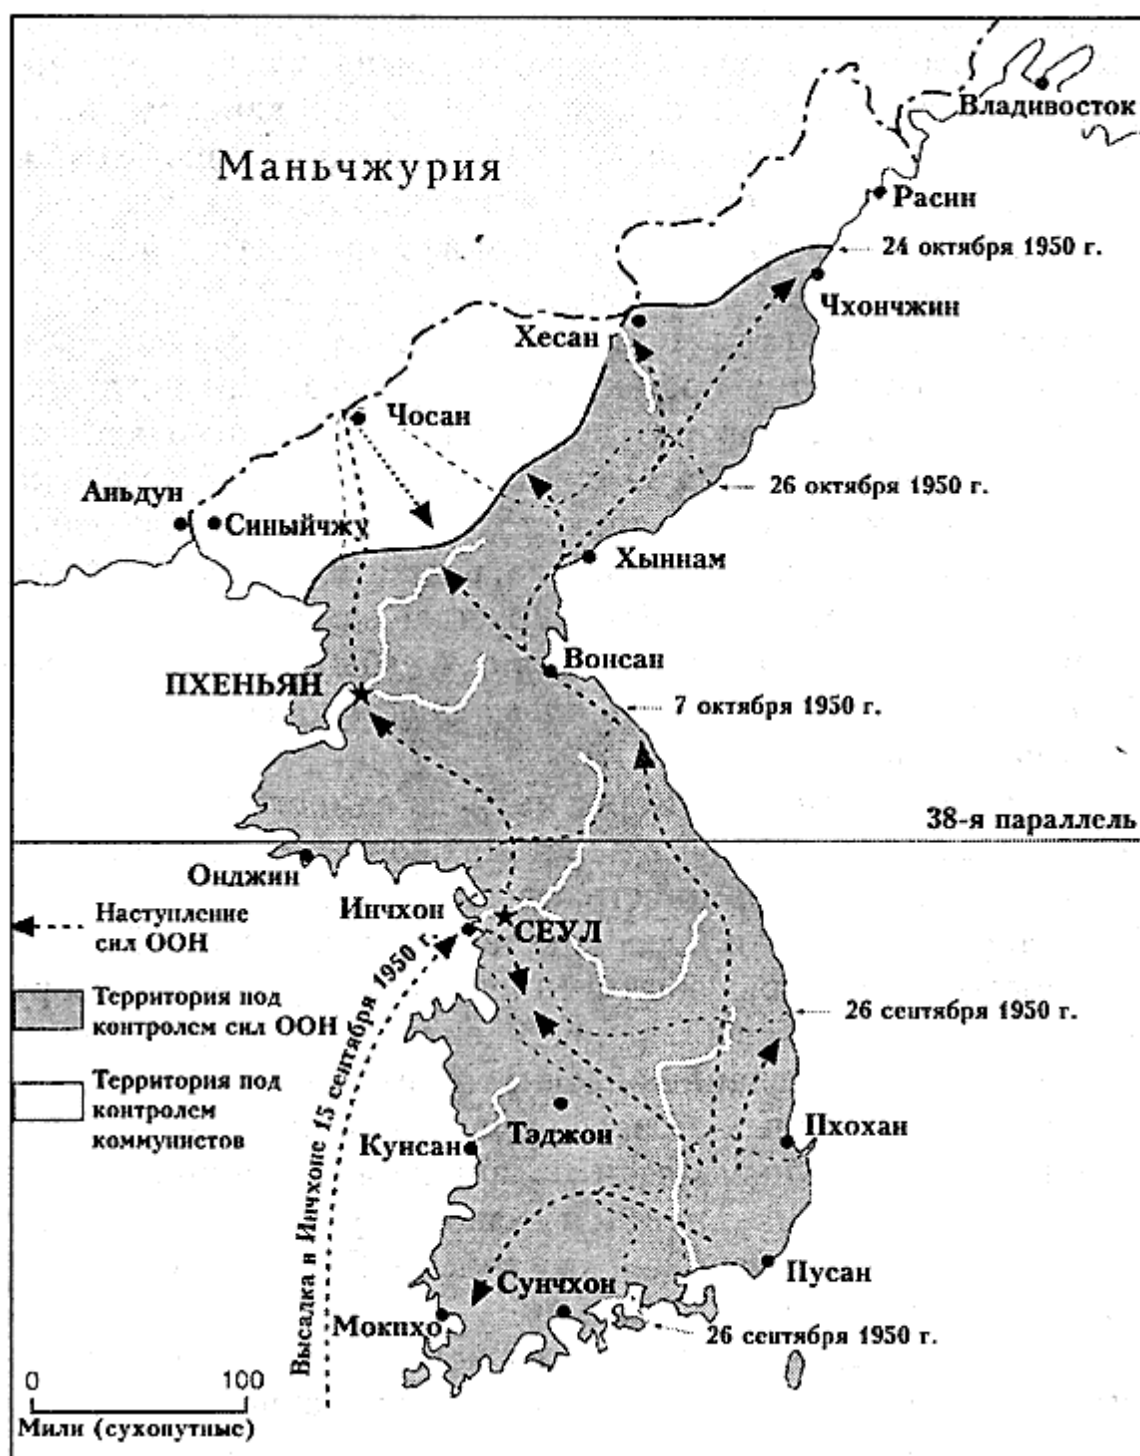 Владивосток
Маньчжурия
Расин
24 октября 1950 г.
Чхончжин
Хесан
Чосан
26 октября 1950 г.
Аньдун
Синыйчжу
Хыннам
Вонсан
ПХЕНЬЯН
7 октября 1950 г.
38-я параллель
Онджин
Инчхон
СЕУЛ
Наступление
сил ООН
Территория под
контролем сил ООН
26 сентября 1950 г.
Территория под
контролем
коммунистов
Высадка в Инчхоне 15 сентября 1950 г.
Тэджон
Пхохан
Кунсан
Пусан
Сунчхон
Мокпхо
26 сентября 1950 г.
0 100
Мили (сухопутные)